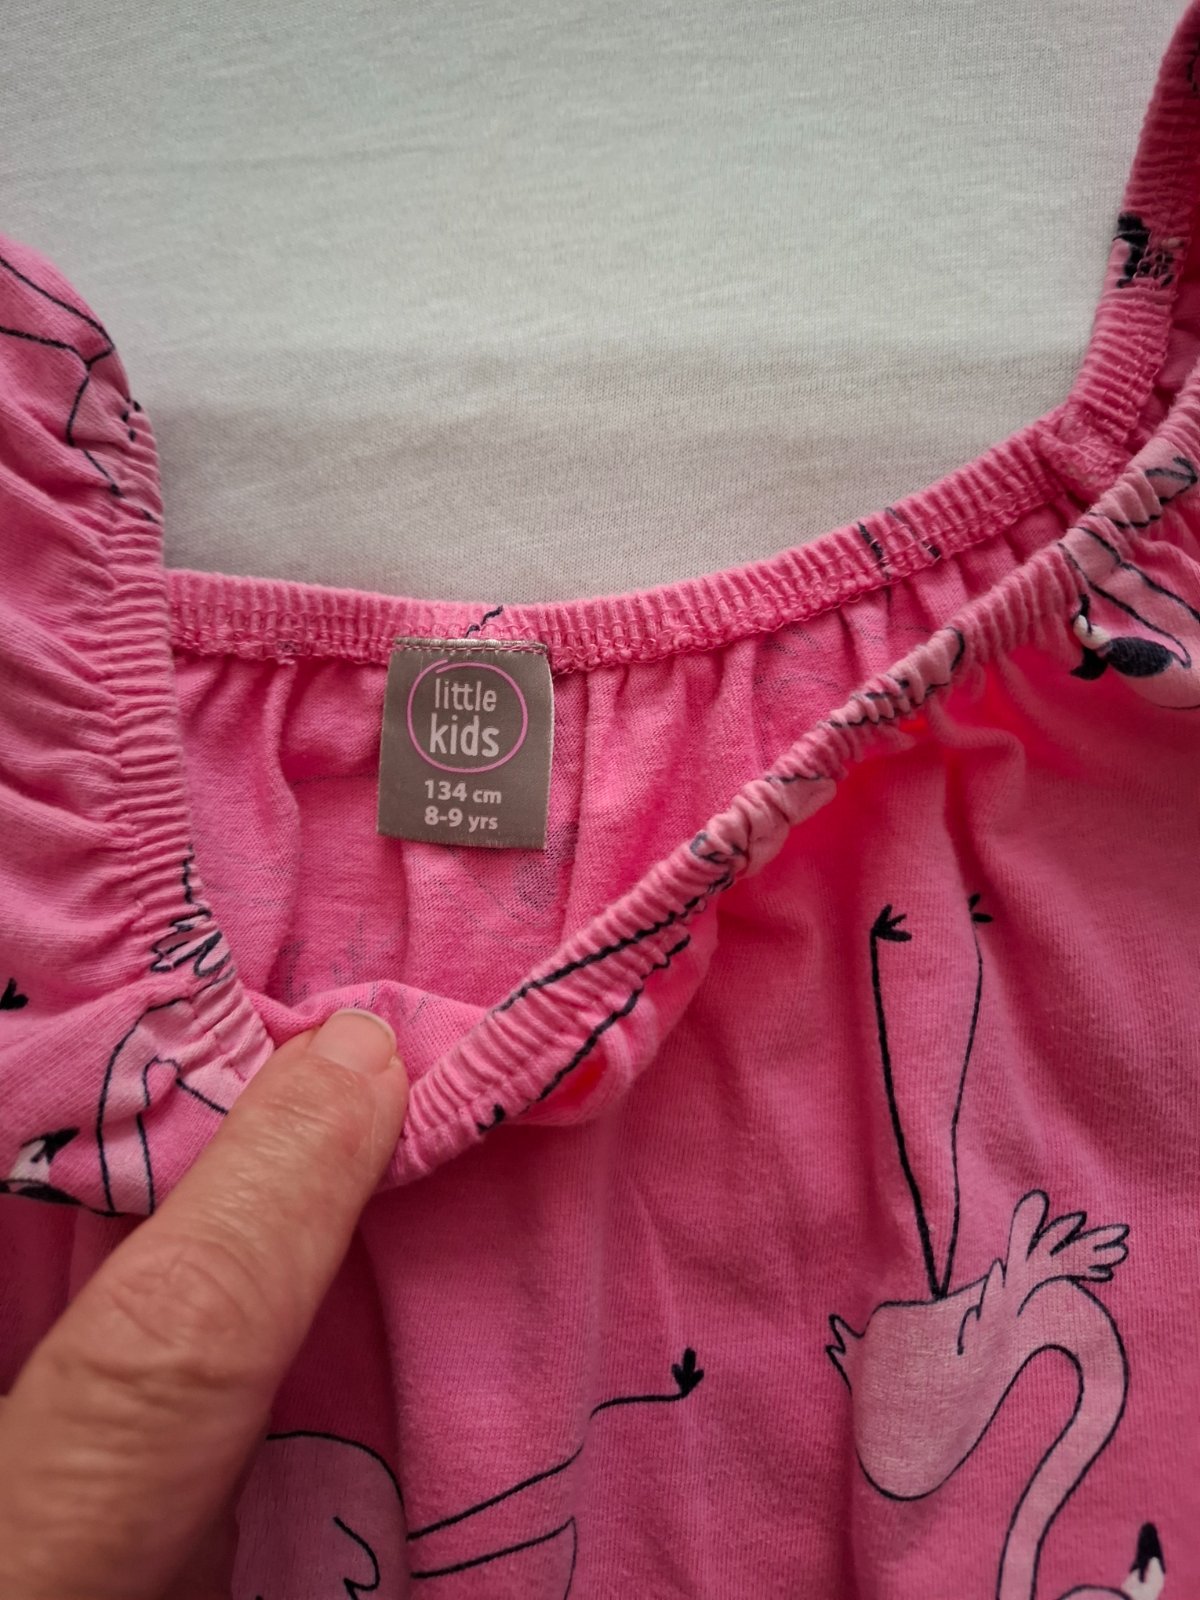 little
kids
134 cm
8-9 yrs